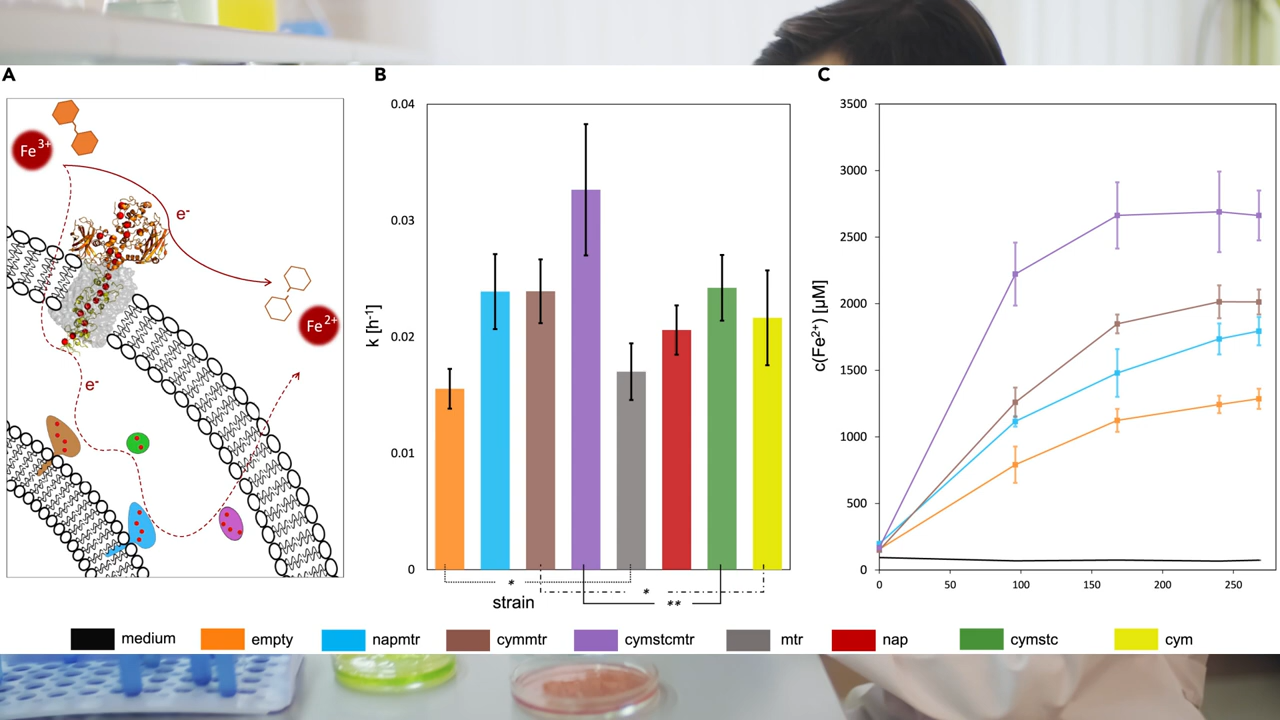 A
B
C
Fe³⁺
e⁻
Fe²⁺
e⁻
0.04
0.03
0.02
0.01
0
k [h⁻¹]
*
*
**
strain
3500
3000
2500
2000
1500
1000
500
0
c(Fe²⁺) [µM]
0 50 100 150 200 250
medium empty napmtr cymmtr cymstcmtr mtr nap cymstc cym